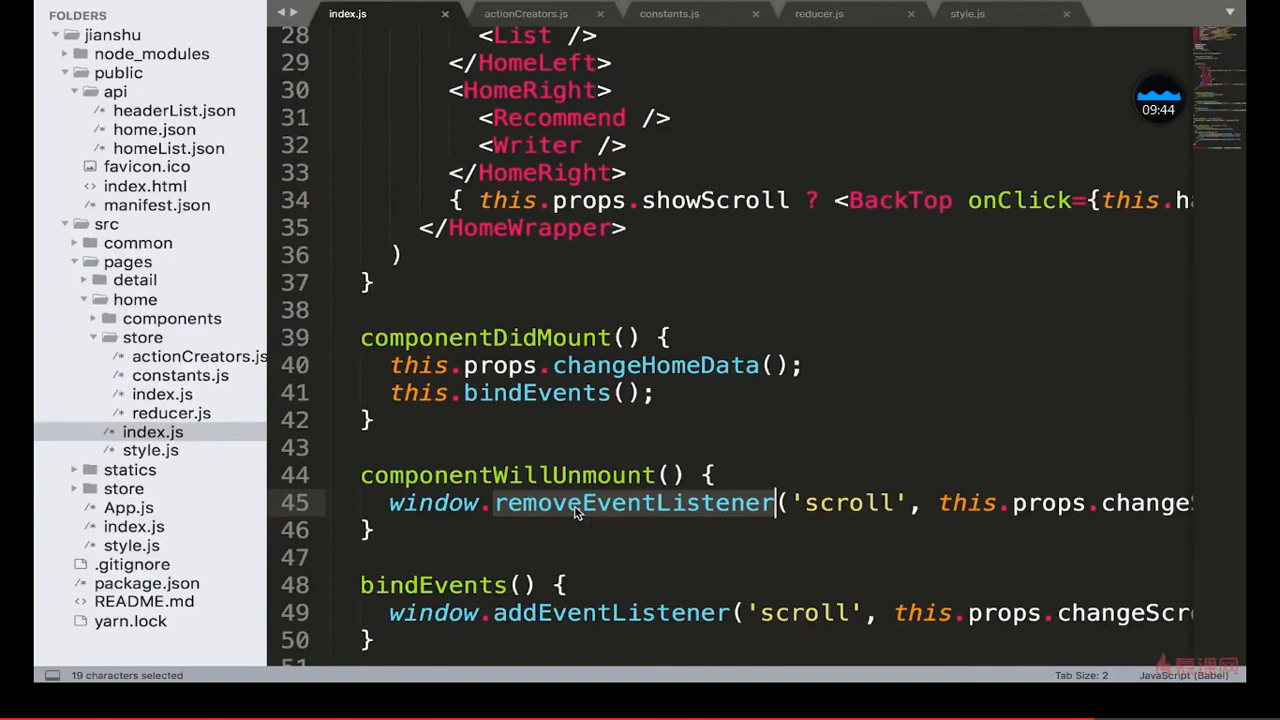 FOLDERS
jianshu
node_modules
public
api
headerList.json
home.json
homeList.json
favicon.ico
index.html
manifest.json
src
common
pages
detail
home
components
store
actionCreators.js
constants.js
index.js
reducer.js
index.js
style.js
statics
store
App.js
index.js
style.js
.gitignore
package.json
README.md
yarn.lock
index.js × actionCreators.js × constants.js × reducer.js × style.js ×
28 <List />
29 </HomeLeft>
30 <HomeRight>
31 <Recommend />
32 <Writer />
33 </HomeRight>
34 { this.props.showScroll ? <BackTop onClick={this.ha
35 </HomeWrapper>
36 )
37 }
38
39 componentDidMount() {
40 this.props.changeHomeData();
41 this.bindEvents();
42 }
43
44 componentWillUnmount() {
45 window.removeEventListener('scroll', this.props.changeS
46 }
47
48 bindEvents() {
49 window.addEventListener('scroll', this.props.changeScro
50 }
51
09:44
慕课网
19 characters selected
Tab Size: 2
JavaScript (Babel)